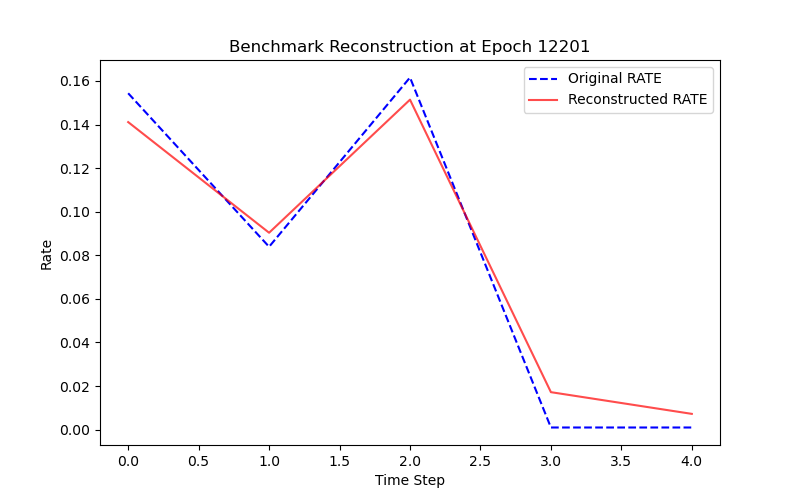 Benchmark Reconstruction at Epoch 12201
Original RATE
Reconstructed RATE
0.16
0.14
0.12
0.10
0.08
0.06
0.04
0.02
0.00
Rate
0.0 0.5 1.0 1.5 2.0 2.5 3.0 3.5 4.0
Time Step